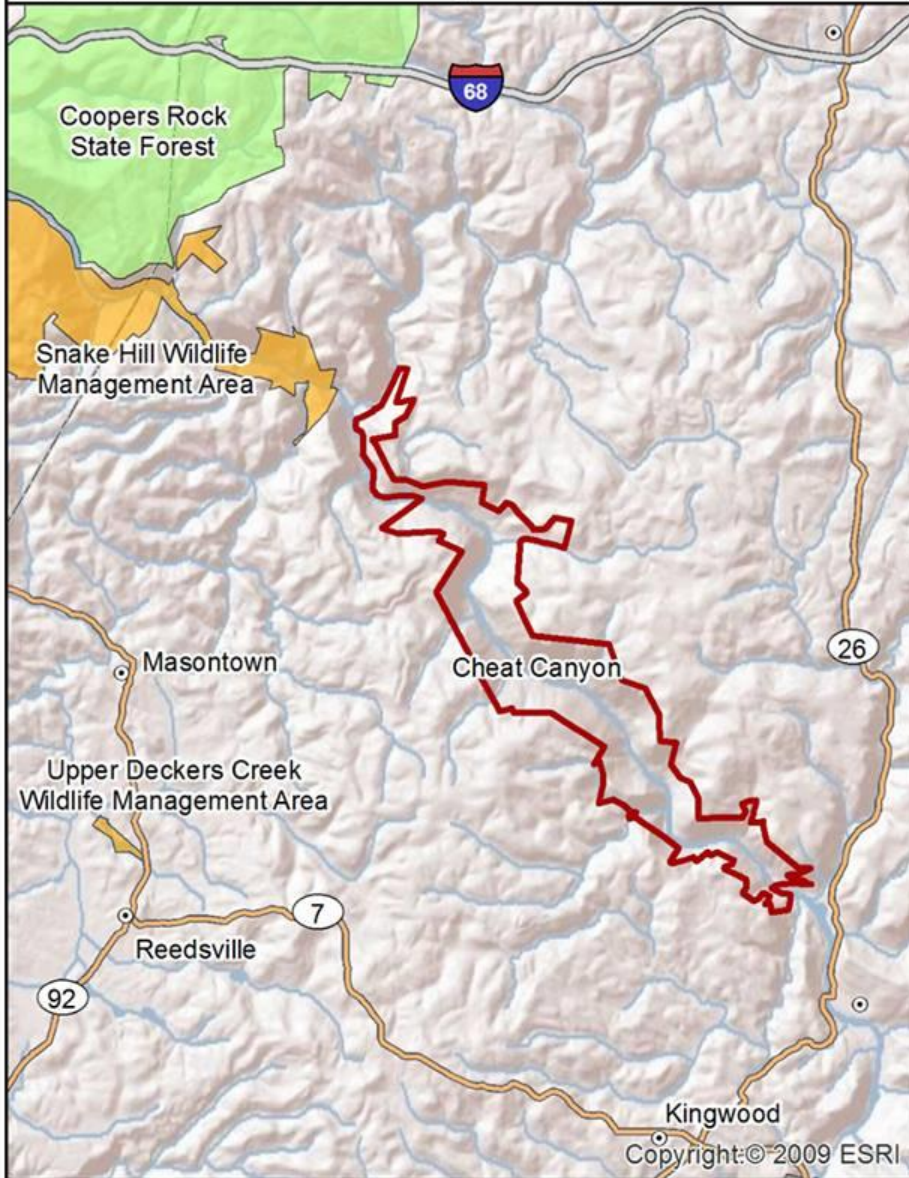 68
Coopers Rock
State Forest
Snake Hill Wildlife
Management Area
26
Masontown
Cheat Canyon
Upper Deckers Creek
Wildlife Management Area
7
Reedsville
92
Kingwood
Copyright:© 2009 ESRI